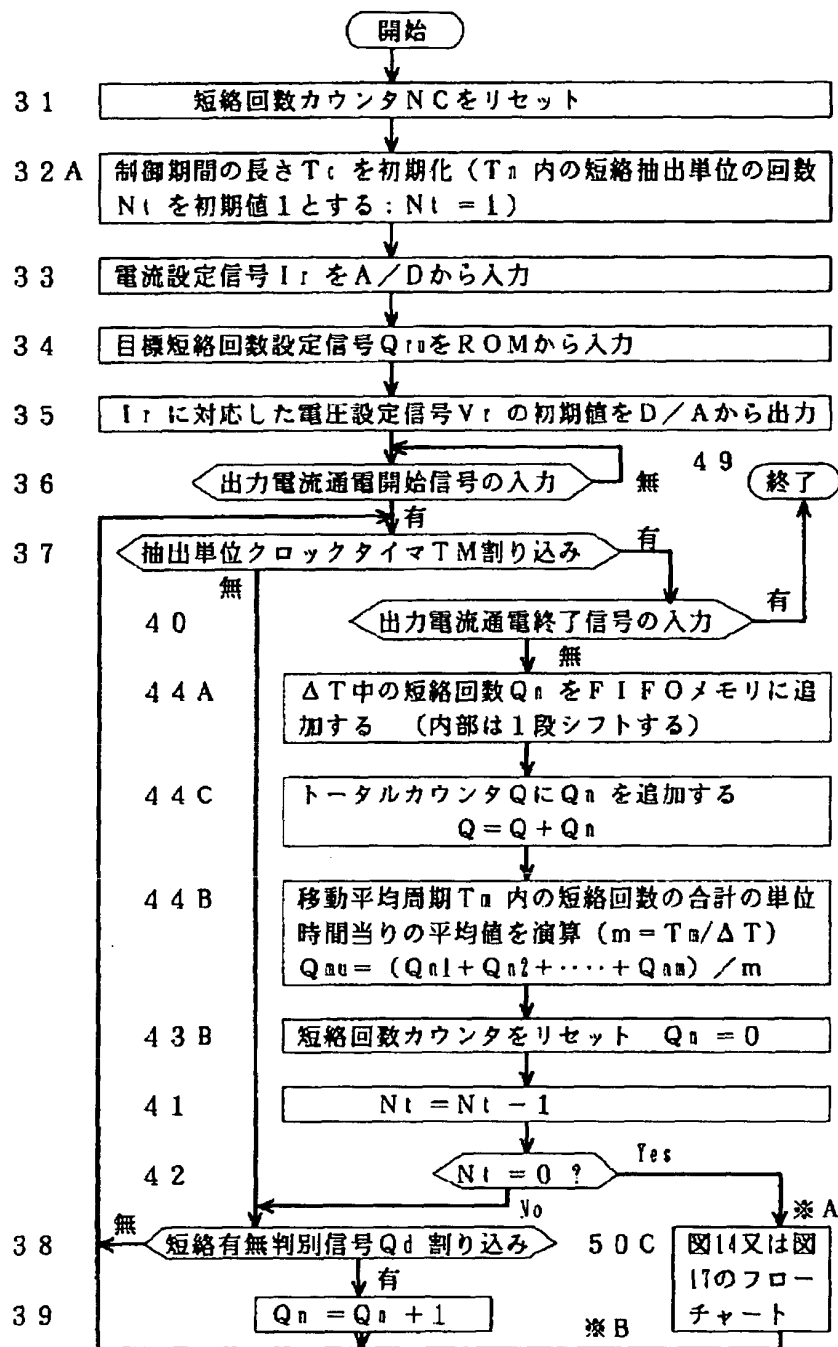 開始
31 短絡回数カウンタNCをリセット
32A 制御期間の長さTcを初期化(Tm内の短絡抽出単位の回数
Ntを初期値1とする:Nt=1)
33 電流設定信号IrをA/Dから入力
34 目標短絡回数設定信号QruをROMから入力
35 Irに対応した電圧設定信号Vrの初期値をD/Aから出力
36 出力電流通電開始信号の入力 無
49 終了
有
37 抽出単位クロックタイマTM割り込み 有
無
40 出力電流通電終了信号の入力 有
無
44A ΔT中の短絡回数QnをFIFOメモリに追
加する (内部は1段シフトする)
44C トータルカウンタQにQnを追加する
Q=Q+Qn
44B 移動平均周期Tm内の短絡回数の合計の単位
時間当りの平均値を演算(m=Tm/ΔT)
Qmu=(Qn1+Qn2+‥‥+Qnm)/m
43B 短絡回数カウンタをリセット Qn=0
41 Nt=Nt-1
42 Nt=0? Yes
No
※A
38 無 短絡有無判別信号Qd割り込み
有
50C 図14又は図
17のフロー
チャート
39 Qn=Qn+1
※B